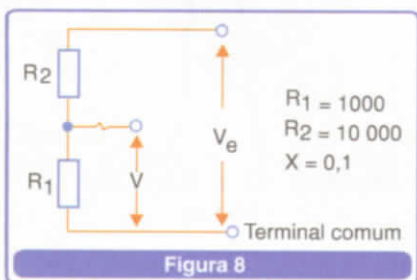 R2
R1
V
Ve
R1 = 1000
R2 = 10 000
X = 0,1
Terminal comum
Figura 8